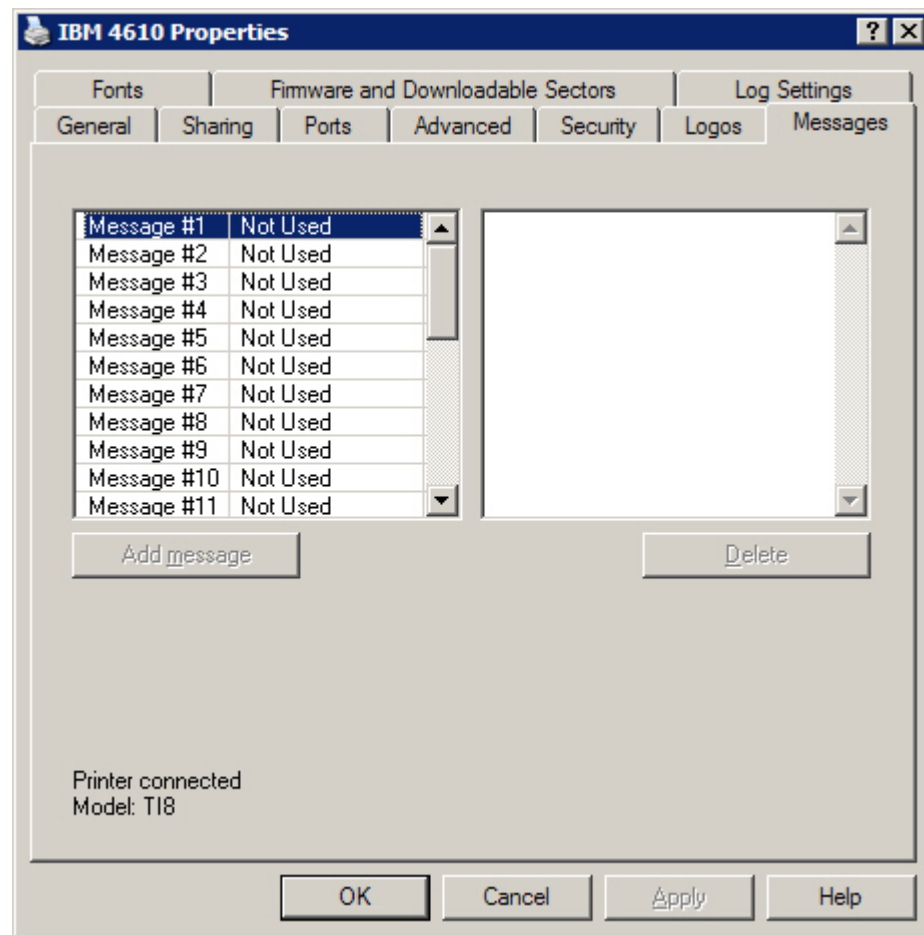 IBM 4610 Properties
Fonts Firmware and Downloadable Sectors Log Settings
General Sharing Ports Advanced Security Logos Messages
Message #1 Not Used
Message #2 Not Used
Message #3 Not Used
Message #4 Not Used
Message #5 Not Used
Message #6 Not Used
Message #7 Not Used
Message #8 Not Used
Message #9 Not Used
Message #10 Not Used
Message #11 Not Used
Add message Delete
Printer connected
Model: TI8
OK Cancel Apply Help